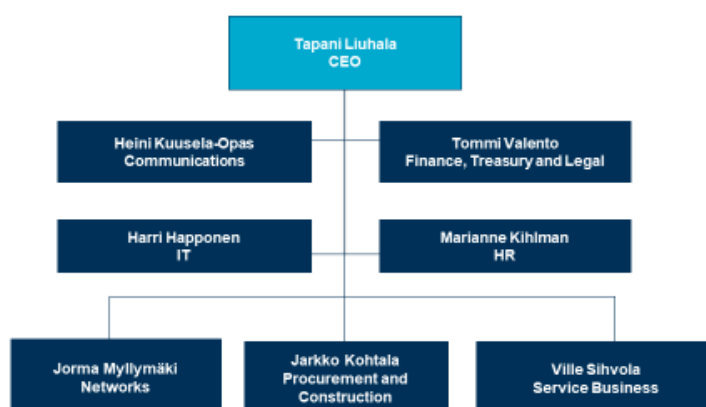 Tapani Liuhala
CEO
Heini Kuusela-Opas
Communications
Tommi Valento
Finance, Treasury and Legal
Harri Happonen
IT
Marianne Kihlman
HR
Jorma Myllymäki
Networks
Jarkko Kohtala
Procurement and
Construction
Ville Sihvola
Service Business